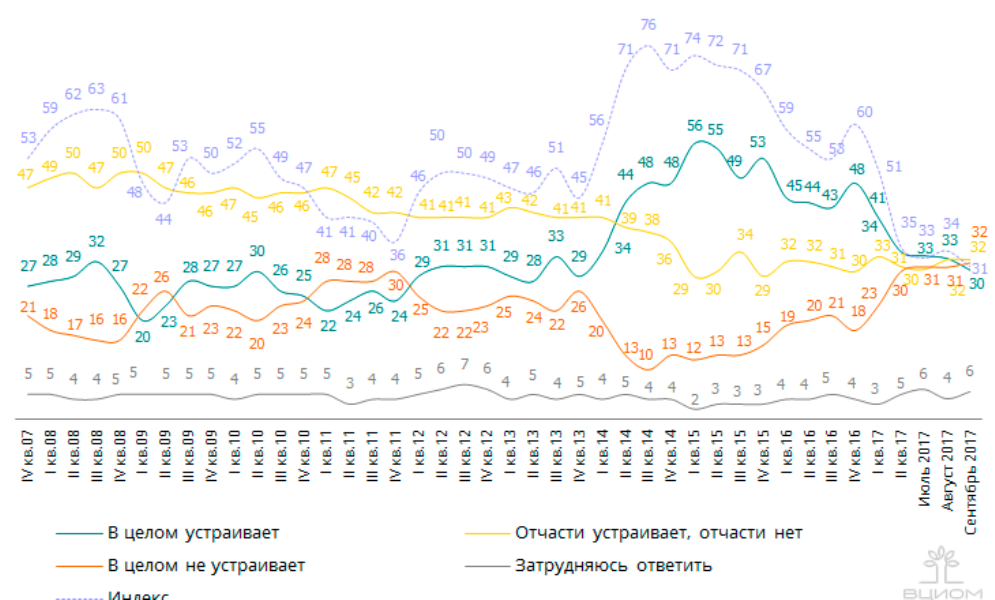 53 59 62 63 61 48 44 53 50 52 55 49 47 41 41 40 36 46 50 50 49 47 46 51 45 56 71 76 71 74 72 71 67 59 55 53 60 51 35 33 34 31
47 49 50 47 50 50 47 46 46 47 45 46 46 47 45 42 42 41 41 41 41 43 42 41 41 41 39 38 36 29 30 34 29 32 32 31 30 33 31 30 32 32
27 28 29 32 27 20 23 28 27 27 30 26 25 22 24 26 24 29 31 31 31 29 28 33 29 34 44 48 48 56 55 49 53 45 44 43 48 41 34 33 33 30
21 18 17 16 16 22 26 21 23 22 20 23 24 28 28 28 30 25 22 22 23 25 24 22 26 20 13 10 13 12 13 13 15 19 20 21 18 23 30 31 31 32
5 5 4 4 5 5 5 5 5 4 5 5 5 5 3 4 4 5 6 7 6 4 5 4 5 4 5 4 4 2 3 3 3 4 4 5 4 3 5 6 4 6
IV кв.07
I кв.08
II кв.08
III кв.08
IV кв.08
I кв.09
II кв.09
III кв.09
IV кв.09
I кв.10
II кв.10
III кв.10
IV кв.10
I кв.11
II кв.11
III кв.11
IV кв.11
I кв.12
II кв.12
III кв.12
IV кв.12
I кв.13
II кв.13
III кв.13
IV кв.13
I кв.14
II кв.14
III кв.14
IV кв.14
I кв.15
II кв.15
III кв.15
IV кв.15
I кв.16
II кв.16
III кв.16
IV кв.16
I кв.17
II кв.17
Июль 2017
Август 2017
Сентябрь 2017
В целом устраивает
Отчасти устраивает, отчасти нет
В целом не устраивает
Затрудняюсь ответить
Индекс
ВЦИОМ